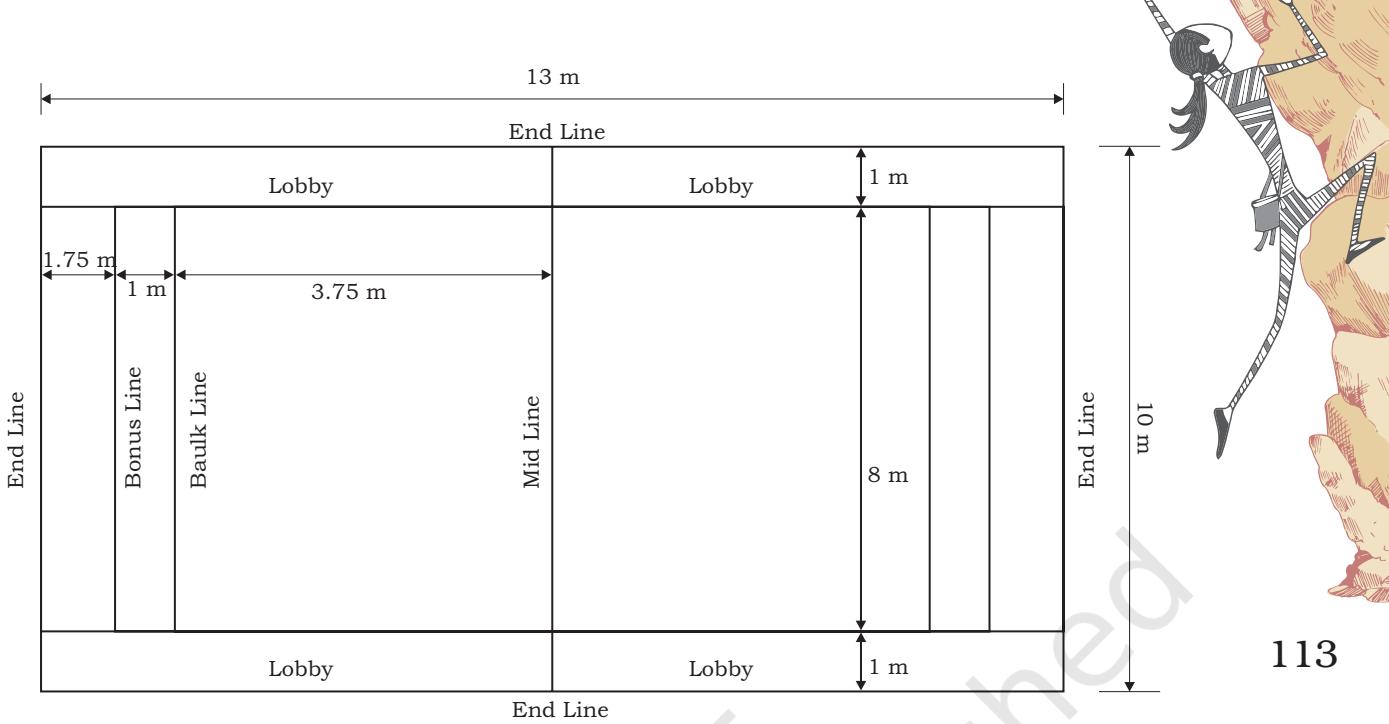 13 m
End Line
Lobby
Lobby
1 m
1.75 m
1 m
3.75 m
End Line
Bonus Line
Baulk Line
Mid Line
8 m
End Line
10 m
Lobby
Lobby
1 m
End Line
113